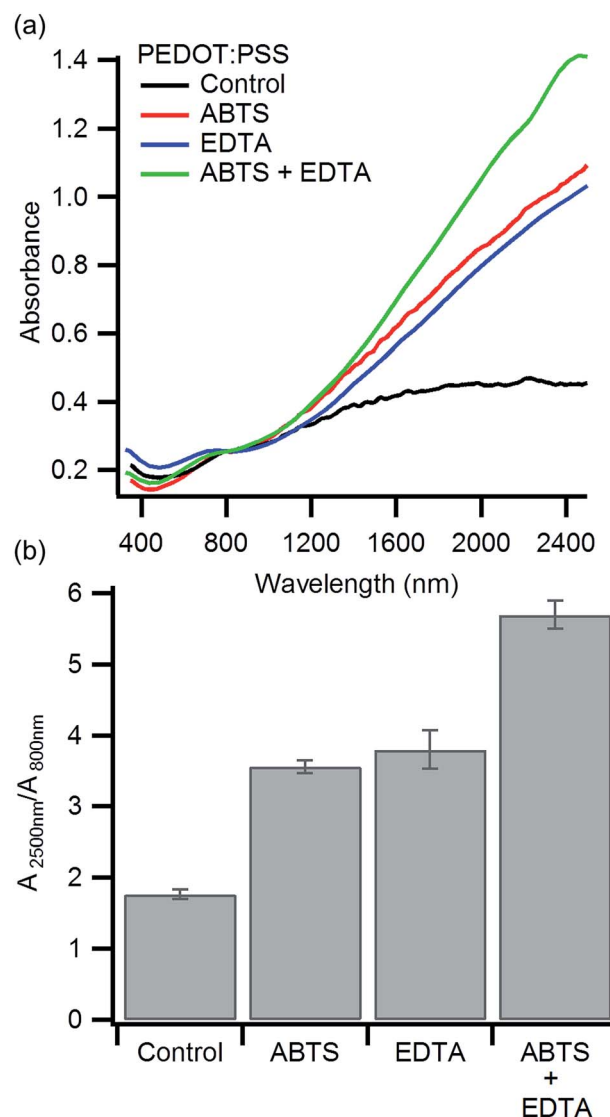 (a)
PEDOT:PSS
Control
ABTS
EDTA
ABTS + EDTA
1.4
1.2
1.0
0.8
0.6
0.4
0.2
Absorbance
400 800 1200 1600 2000 2400
Wavelength (nm)
(b)
6
5
4
3
2
1
0
A 2500nm/A 800nm
Control ABTS EDTA ABTS
+
EDTA